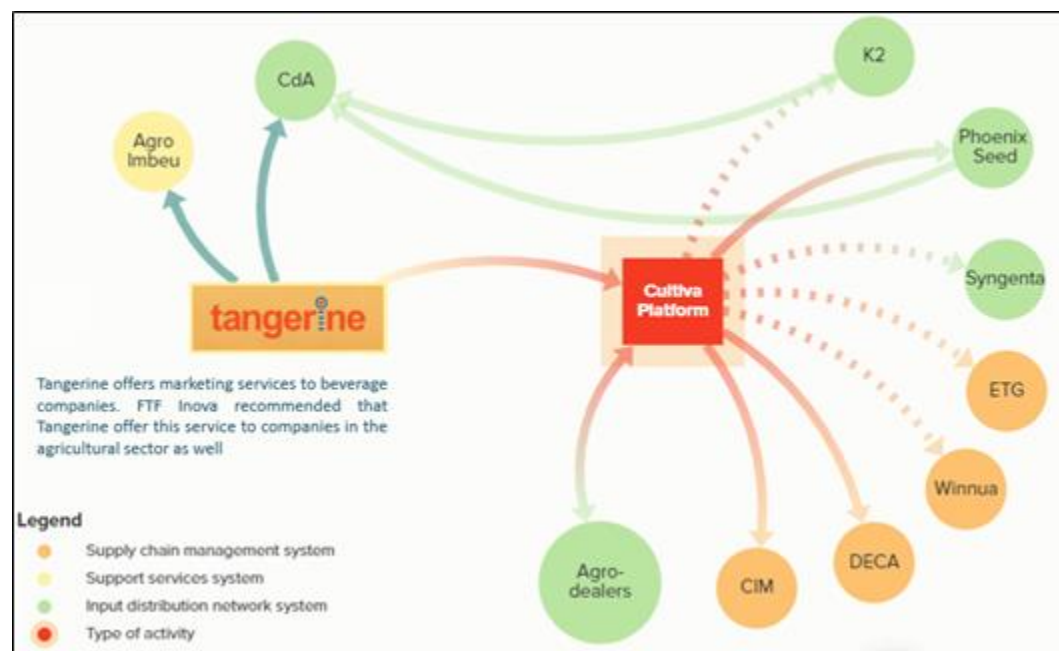 CdA
K2
Agro
Imbeu
Phoenix
Seed
Syngenta
Cultiva
Platform
tangerine
Tangerine offers marketing services to beverage
companies. FTF Inova recommended that
Tangerine offer this service to companies in the
agricultural sector as well
ETG
Winnua
DECA
CIM
Agro-
dealers
Legend
Supply chain management system
Support services system
Input distribution network system
Type of activity